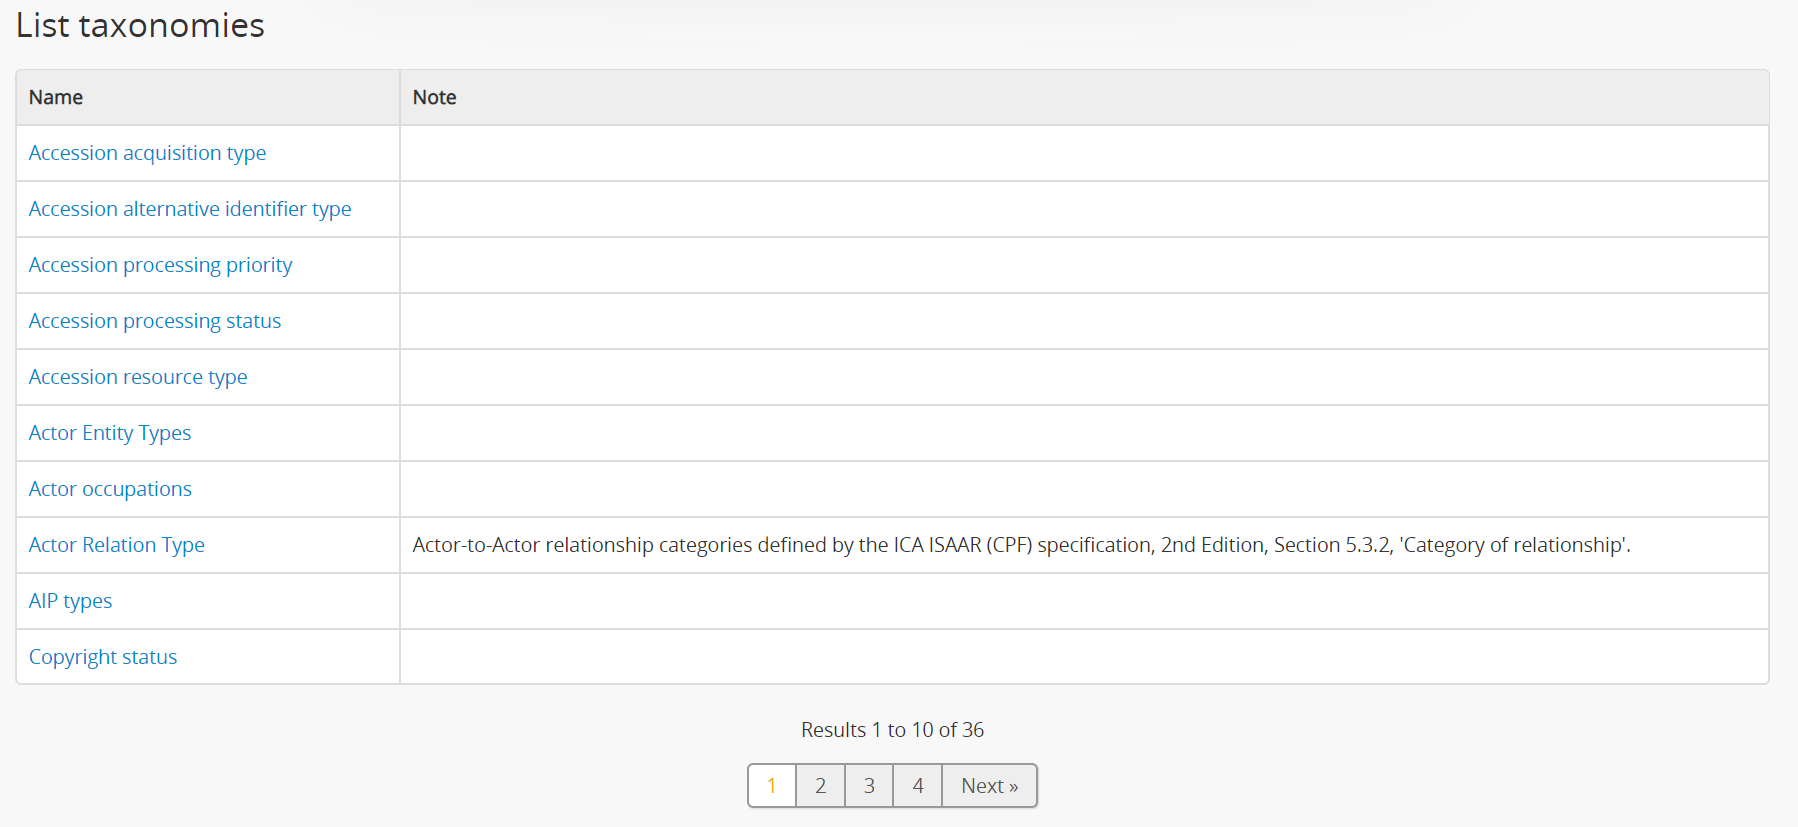 List taxonomies
Name Note
Accession acquisition type
Accession alternative identifier type
Accession processing priority
Accession processing status
Accession resource type
Actor Entity Types
Actor occupations
Actor Relation Type Actor-to-Actor relationship categories defined by the ICA ISAAR (CPF) specification, 2nd Edition, Section 5.3.2, 'Category of relationship'.
AIP types
Copyright status
Results 1 to 10 of 36
1 2 3 4 Next »